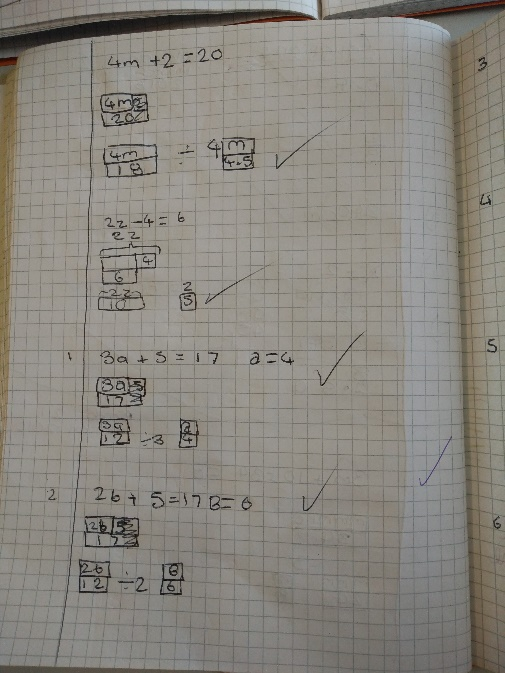 4m + 2 = 20
4m 2
20
4m ÷ 4 m
18 4.5
2z - 4 = 6
2z
4
6
2z
10 5
1 3a + 5 = 17 a = 4
3a 5
17
3a ÷ 3 a
12 4
2 2b + 5 = 17 B = 6
2b 5
17
2b ÷ 2 B
12 6
3
4
5
6